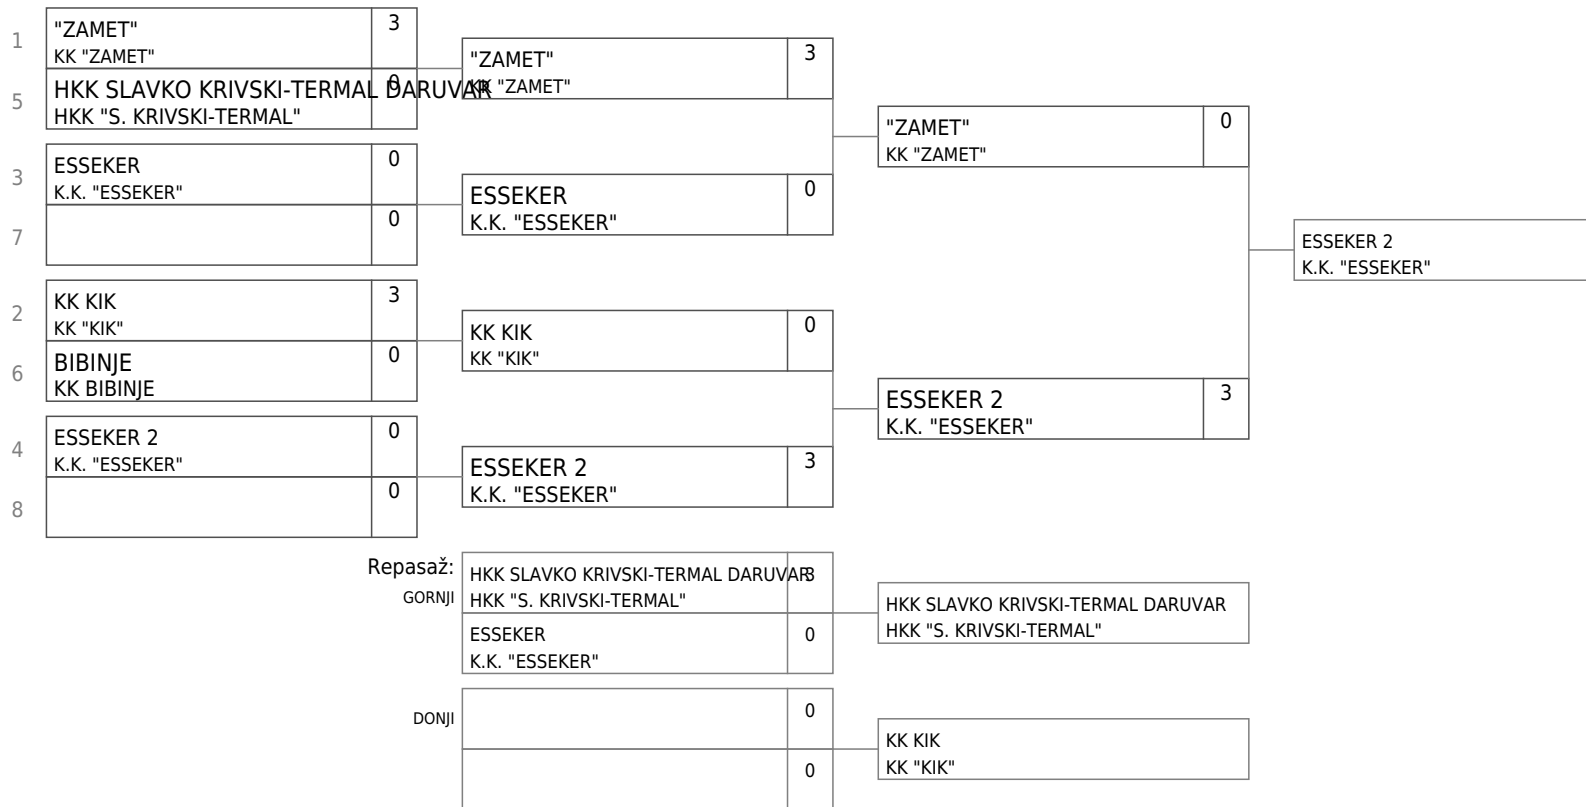 1
"ZAMET"
KK "ZAMET"
3
5
HKK SLAVKO KRIVSKI-TERMAL DARUVAR
HKK "S. KRIVSKI-TERMAL"
0
3
ESSEKER
K.K. "ESSEKER"
0
7
0
2
KK KIK
KK "KIK"
3
6
BIBINJE
KK BIBINJE
0
4
ESSEKER 2
K.K. "ESSEKER"
0
8
0
"ZAMET"
KK "ZAMET"
3
ESSEKER
K.K. "ESSEKER"
0
KK KIK
KK "KIK"
0
ESSEKER 2
K.K. "ESSEKER"
3
"ZAMET"
KK "ZAMET"
0
ESSEKER 2
K.K. "ESSEKER"
3
ESSEKER 2
K.K. "ESSEKER"
Repasaž:
GORNJI
HKK SLAVKO KRIVSKI-TERMAL DARUVAR
HKK "S. KRIVSKI-TERMAL"
3
ESSEKER
K.K. "ESSEKER"
0
HKK SLAVKO KRIVSKI-TERMAL DARUVAR
HKK "S. KRIVSKI-TERMAL"
DONJI
0
0
KK KIK
KK "KIK"